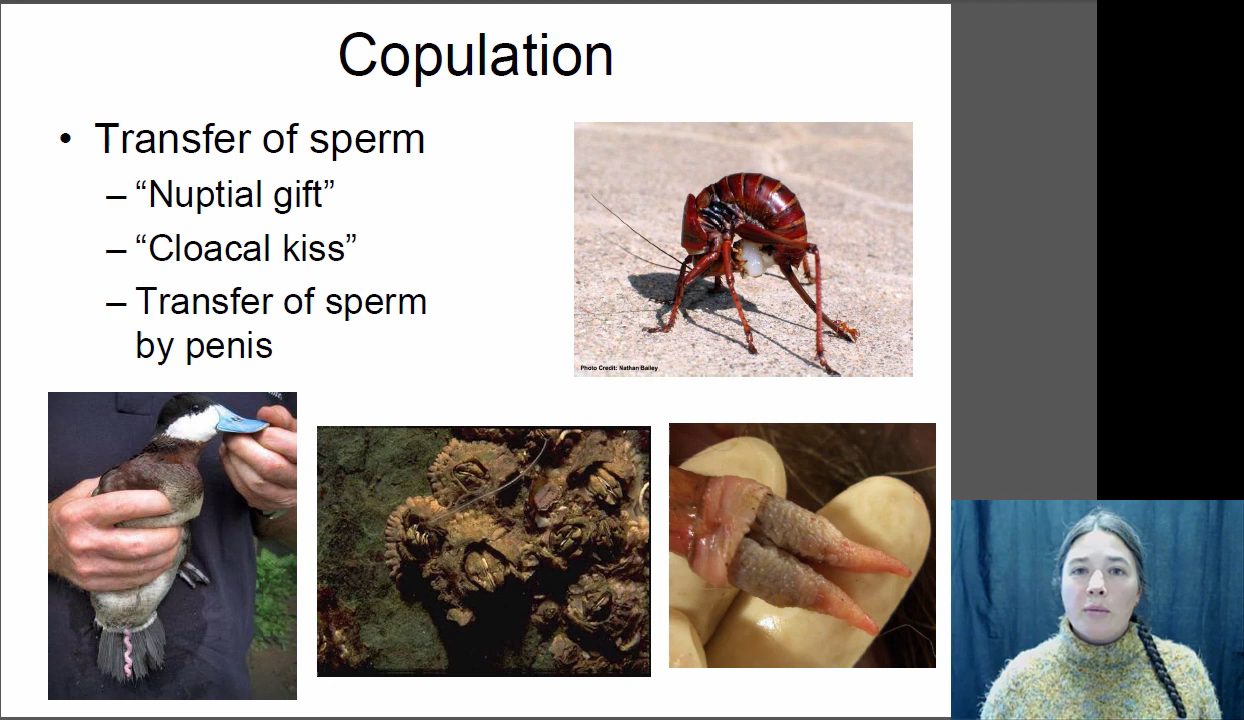 Copulation
• Transfer of sperm
– “Nuptial gift”
– “Cloacal kiss”
– Transfer of sperm
by penis
Photo Credit: Nathan Bailey